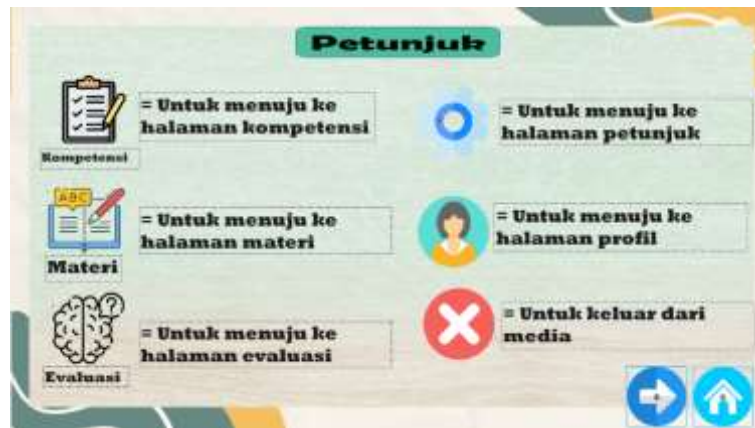 Petunjuk
= Untuk menuju ke
halaman kompetensi
Kompetensi
ABC
= Untuk menuju ke
halaman materi
Materi
= Untuk menuju ke
halaman evaluasi
Evaluasi
= Untuk menuju ke
halaman petunjuk
= Untuk menuju ke
halaman profil
= Untuk keluar dari
media